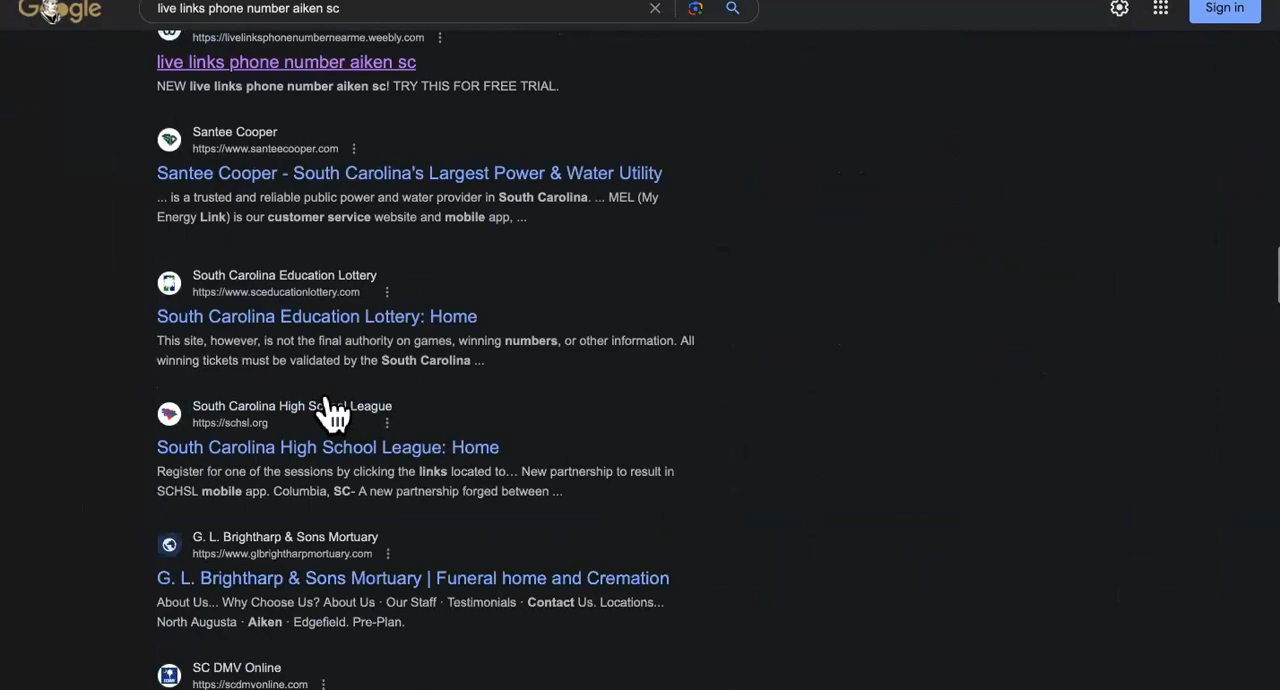 Google
live links phone number aiken sc
Sign in
https://livelinksphonenumbernearme.weebly.com
live links phone number aiken sc
NEW live links phone number aiken sc! TRY THIS FOR FREE TRIAL.
Santee Cooper
https://www.santeecooper.com
Santee Cooper - South Carolina's Largest Power & Water Utility
... is a trusted and reliable public power and water provider in South Carolina. ... MEL (My
Energy Link) is our customer service website and mobile app, ...
South Carolina Education Lottery
https://www.sceducationlottery.com
South Carolina Education Lottery: Home
This site, however, is not the final authority on games, winning numbers, or other information. All
winning tickets must be validated by the South Carolina ...
South Carolina High School League
https://schsl.org
South Carolina High School League: Home
Register for one of the sessions by clicking the links located to... New partnership to result in
SCHSL mobile app. Columbia, SC- A new partnership forged between ...
G. L. Brightharp & Sons Mortuary
https://www.glbrightharpmortuary.com
G. L. Brightharp & Sons Mortuary | Funeral home and Cremation
About Us... Why Choose Us? About Us · Our Staff · Testimonials · Contact Us. Locations...
North Augusta · Aiken · Edgefield. Pre-Plan.
SC DMV Online
https://scdmvonline.com